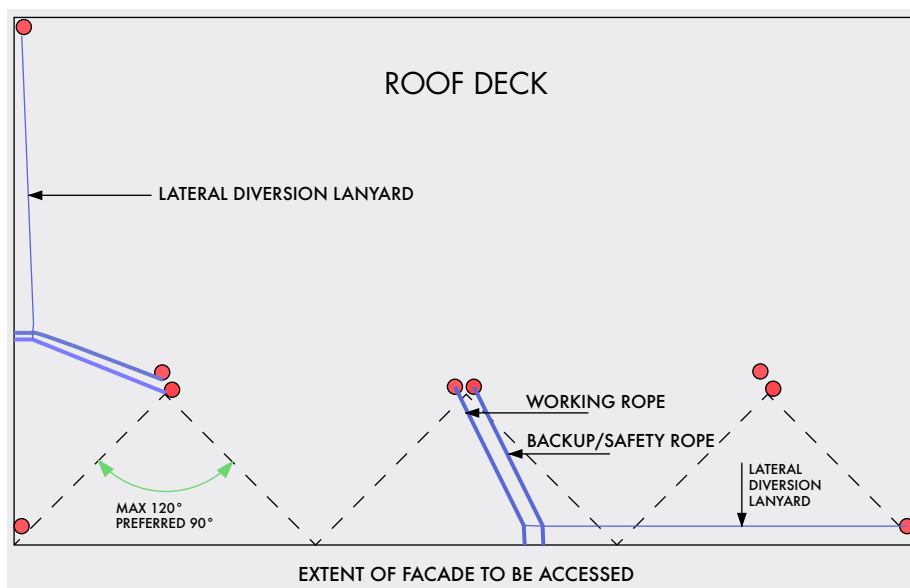 ROOF DECK
LATERAL DIVERSION LANYARD
WORKING ROPE
BACKUP/SAFETY ROPE
LATERAL
DIVERSION
LANYARD
MAX 120°
PREFERRED 90°
EXTENT OF FACADE TO BE ACCESSED